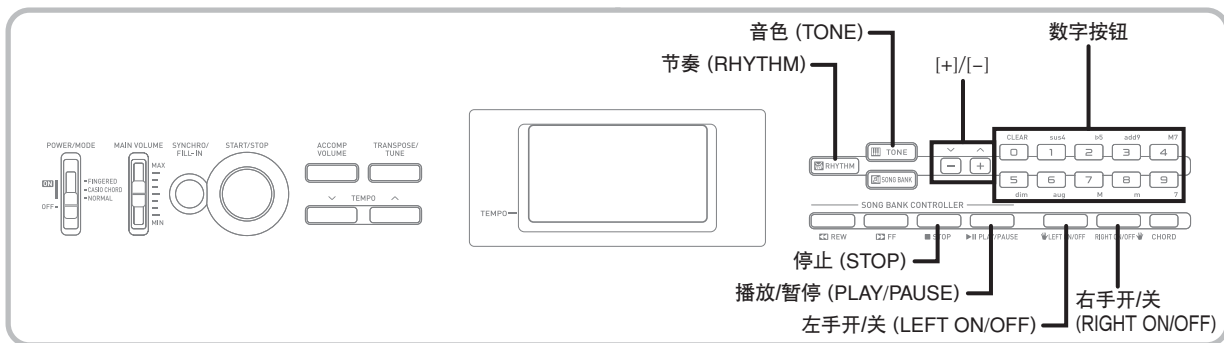 音色 (TONE)
数字按钮
节奏 (RHYTHM)
[+]/[−]
CLEAR sus4 b5 add9 M7
POWER/MODE MAIN VOLUME SYNCHRO/
FILL-IN START/STOP ACCOMP
VOLUME TRANSPOSE/
TUNE
TONE
RHYTHM
SONG BANK
− +
0 1 2 3 4
5 6 7 8 9
dim aug M m 7
MAX
ON
FINGERED
CASIO CHORD
NORMAL
OFF
MIN
TEMPO
TEMPO
SONG BANK CONTROLLER
REW FF STOP PLAY/PAUSE LEFT ON/OFF RIGHT ON/OFF CHORD
停止 (STOP)
播放/暂停 (PLAY/PAUSE)
左手开/关 (LEFT ON/OFF)
右手开/关
(RIGHT ON/OFF)